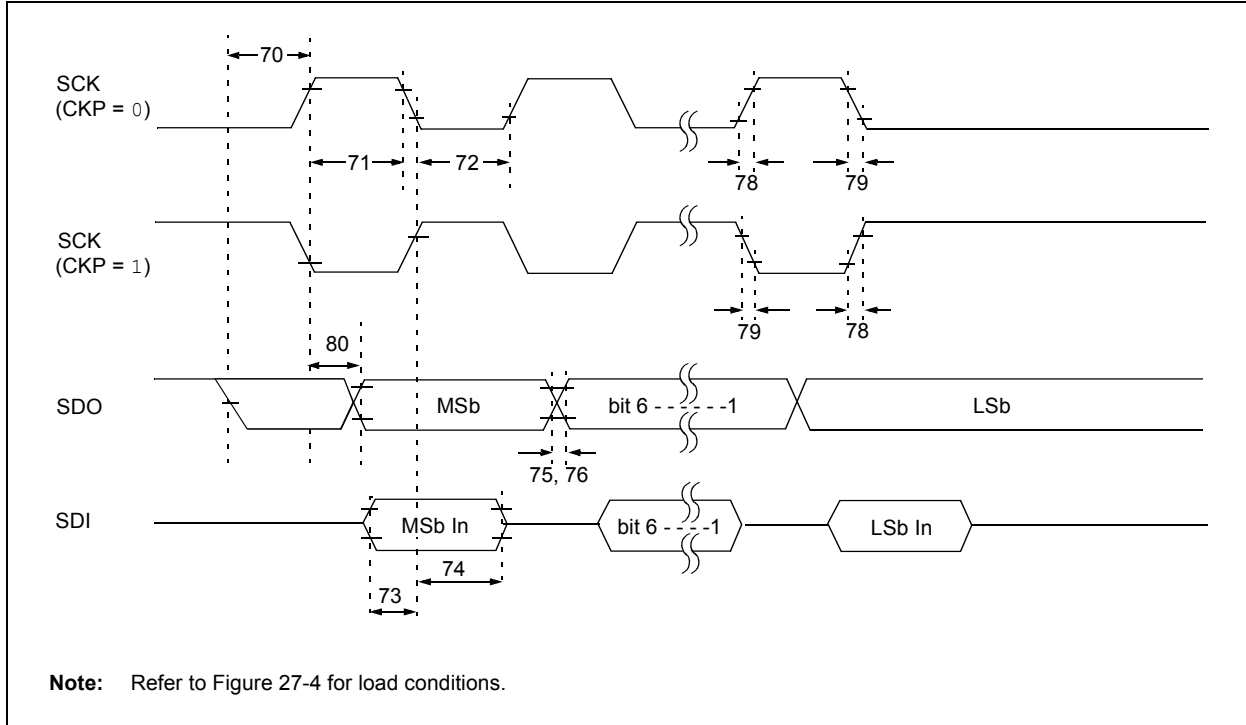 70
SCK
(CKP = 0)
71
72
78
79
SCK
(CKP = 1)
79
78
80
SDO
MSb
bit 6 - - - - - -1
LSb
75, 76
SDI
MSb In
bit 6 - - - -1
LSb In
74
73
Note: Refer to Figure 27-4 for load conditions.